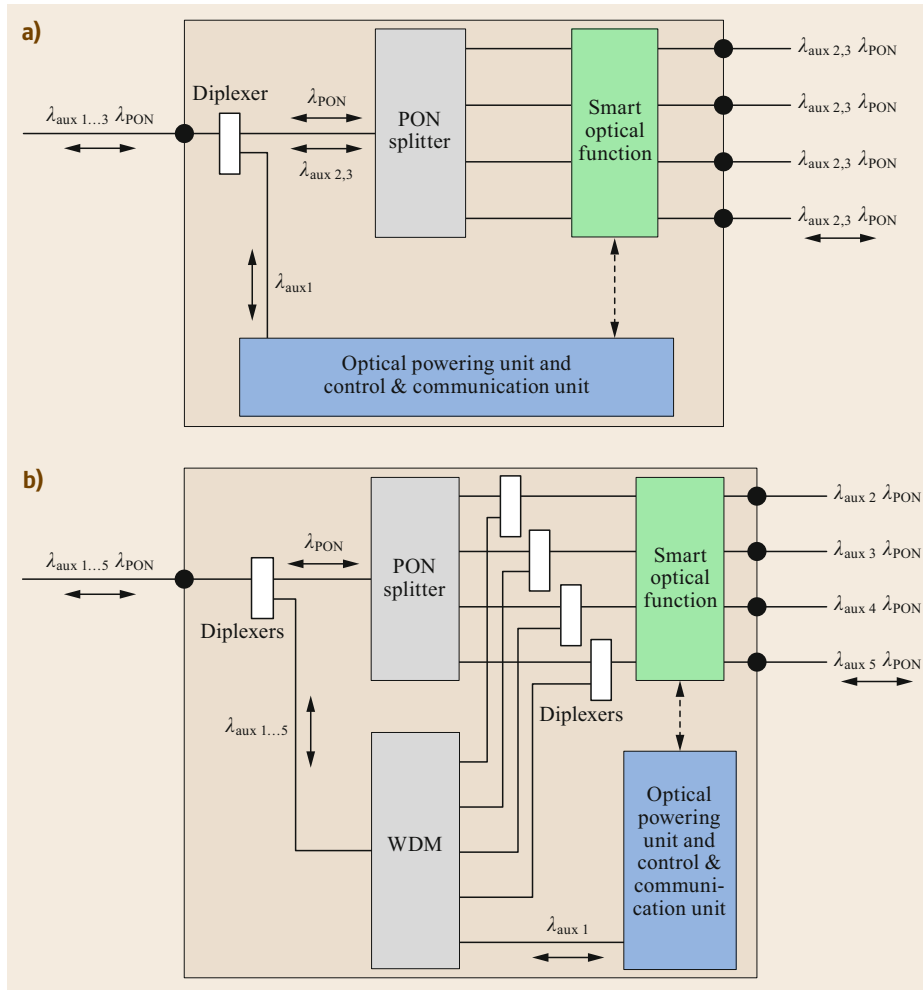 a)
Diplexer
λaux 1…3 λPON
λPON
λaux 2,3
PON
splitter
Smart
optical
function
λaux 2,3 λPON
λaux 2,3 λPON
λaux 2,3 λPON
λaux 2,3 λPON
λaux1
Optical powering unit and
control & communication unit
b)
λaux 1…5 λPON
λPON
Diplexers
PON
splitter
Smart
optical
function
λaux 2 λPON
λaux 3 λPON
λaux 4 λPON
λaux 5 λPON
Diplexers
λaux 1…5
WDM
λaux 1
Optical
powering
unit and
control &
communi-
cation unit